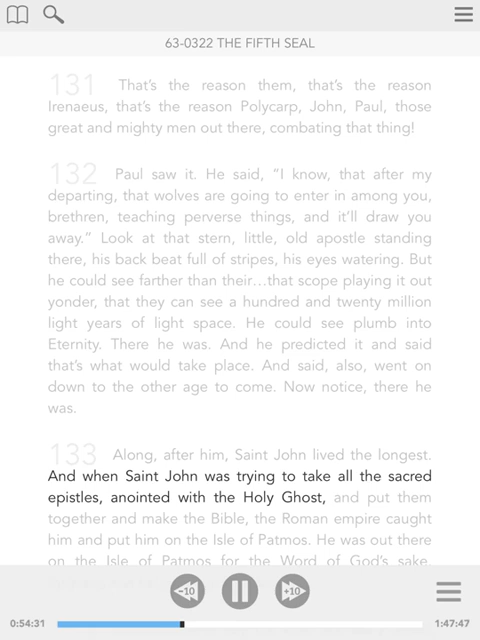 63-0322 THE FIFTH SEAL
131 That's the reason them, that's the reason
Irenaeus, that's the reason Polycarp, John, Paul, those
great and mighty men out there, combating that thing!
132 Paul saw it. He said, “I know, that after my
departing, that wolves are going to enter in among you,
brethren, teaching perverse things, and it'll draw you
away.” Look at that stern, little, old apostle standing
there, his back beat full of stripes, his eyes watering. But
he could see farther than their…that scope playing it out
yonder, that they can see a hundred and twenty million
light years of light space. He could see plumb into
Eternity. There he was. And he predicted it and said
that's what would take place. And said, also, went on
down to the other age to come. Now notice, there he
was.
133 Along, after him, Saint John lived the longest.
And when Saint John was trying to take all the sacred
epistles, anointed with the Holy Ghost, and put them
together and make the Bible, the Roman empire caught
him and put him on the Isle of Patmos. He was out there
on the Isle of Patmos for the Word of God's sake.
-10 +10
0:54:31 1:47:47